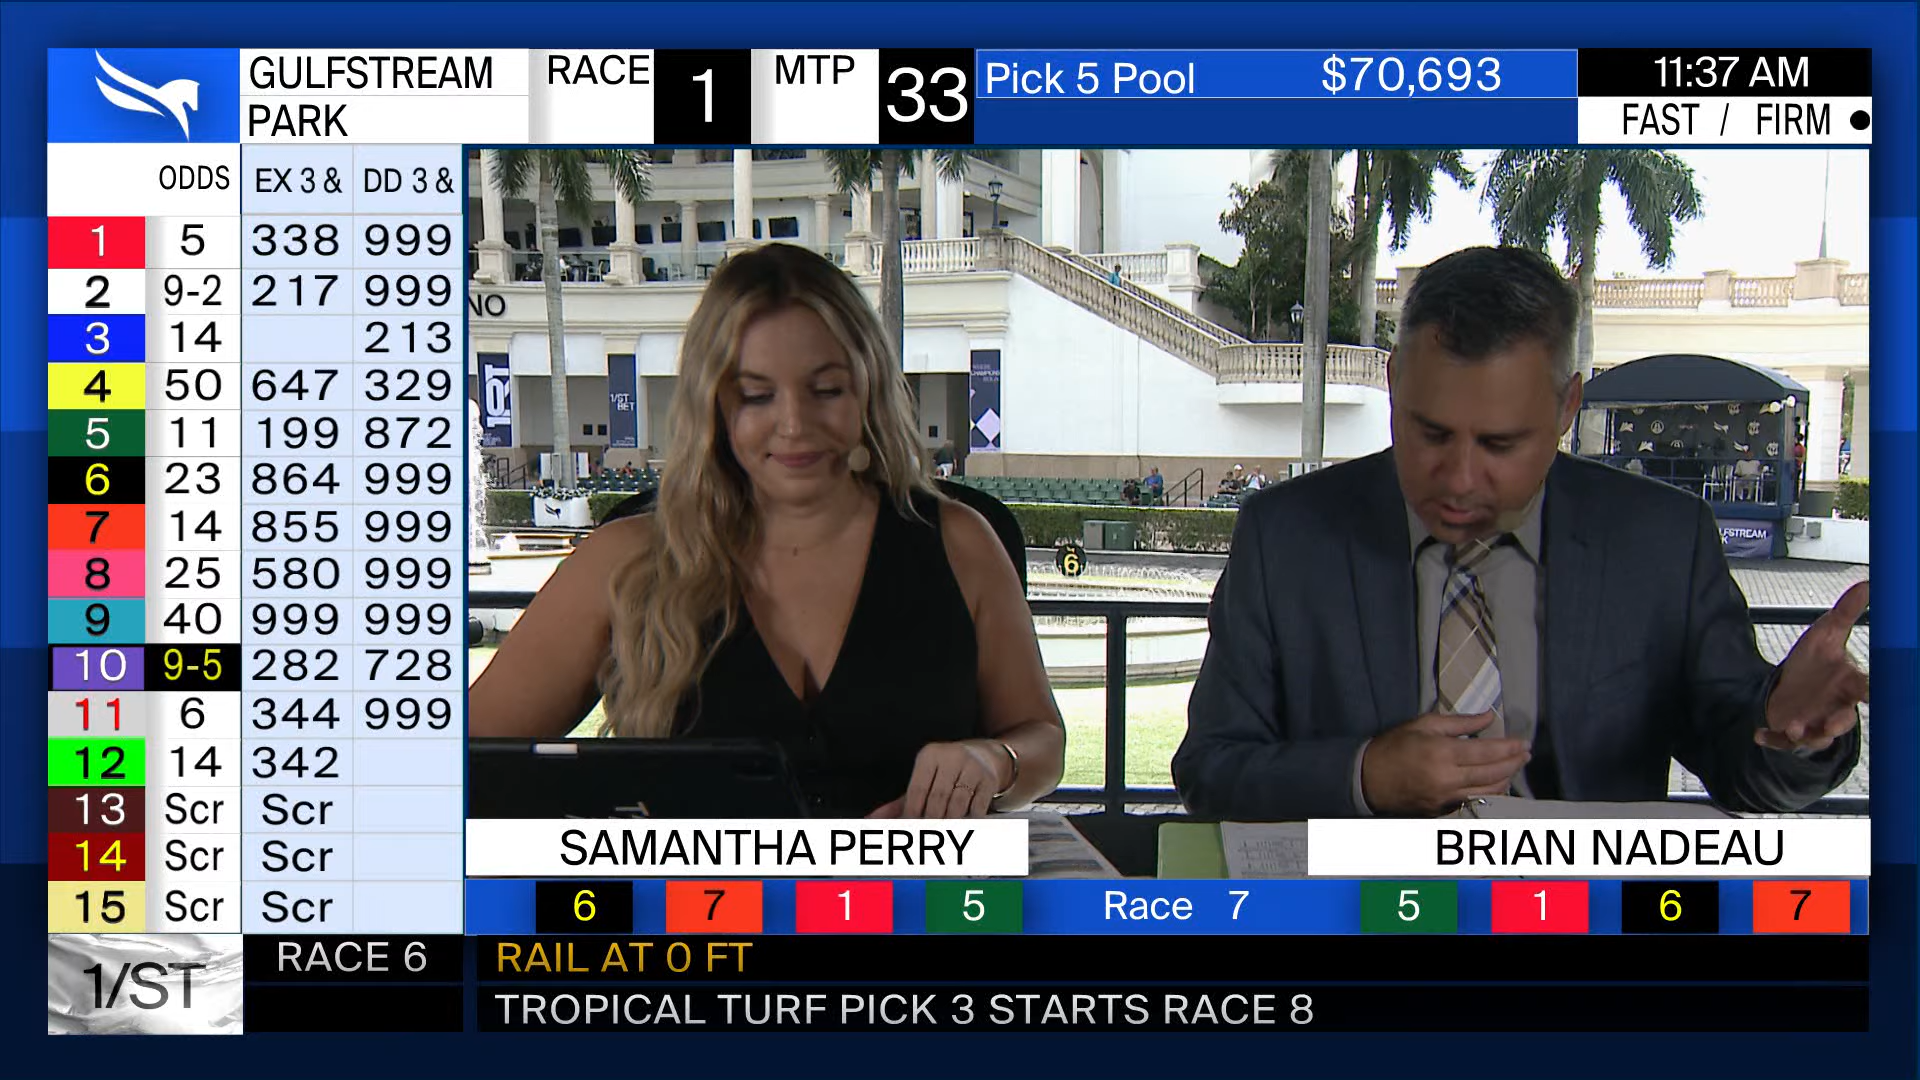 GULFSTREAM
PARK
RACE 1
MTP 33
Pick 5 Pool $70,693
11:37 AM
FAST / FIRM
ODDS EX 3 & DD 3 &
1 5 338 999
2 9-2 217 999
3 14 213
4 50 647 329
5 11 199 872
6 23 864 999
7 14 855 999
8 25 580 999
9 40 999 999
10 9-5 282 728
11 6 344 999
12 14 342
13 Scr Scr
14 Scr Scr
15 Scr Scr
NO
1/ST
BET
6
SAMANTHA PERRY
BRIAN NADEAU
6 7 1 5 Race 7 5 1 6 7
1/ST
RACE 6
RAIL AT 0 FT
TROPICAL TURF PICK 3 STARTS RACE 8